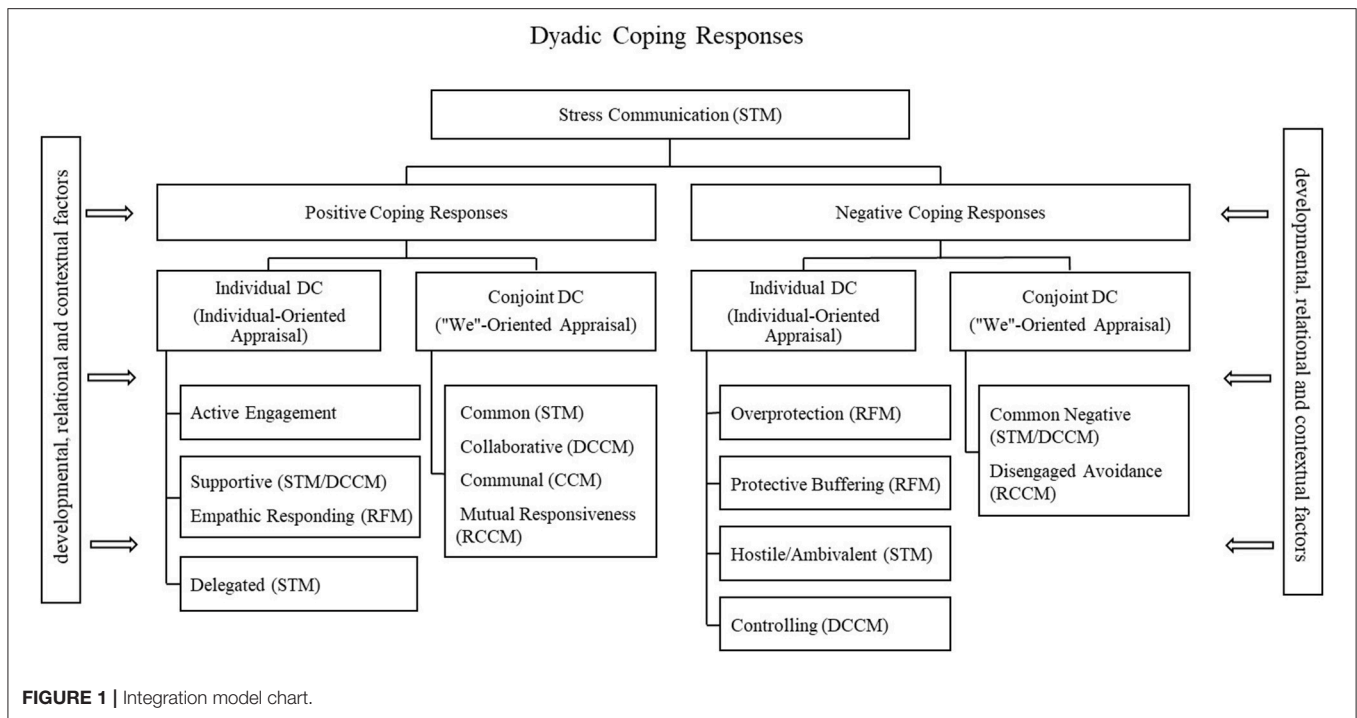 Dyadic Coping Responses
Stress Communication (STM)
developmental, relational and contextual factors
Positive Coping Responses
Negative Coping Responses
developmental, relational and contextual factors
Individual DC
(Individual-Oriented
Appraisal)
Conjoint DC
("We"-Oriented Appraisal)
Individual DC
(Individual-Oriented
Appraisal)
Conjoint DC
("We"-Oriented Appraisal)
Active Engagement
Supportive (STM/DCCM)
Empathic Responding (RFM)
Delegated (STM)
Common (STM)
Collaborative (DCCM)
Communal (CCM)
Mutual Responsiveness
(RCCM)
Overprotection (RFM)
Protective Buffering (RFM)
Hostile/Ambivalent (STM)
Controlling (DCCM)
Common Negative
(STM/DCCM)
Disengaged Avoidance
(RCCM)
FIGURE 1 | Integration model chart.